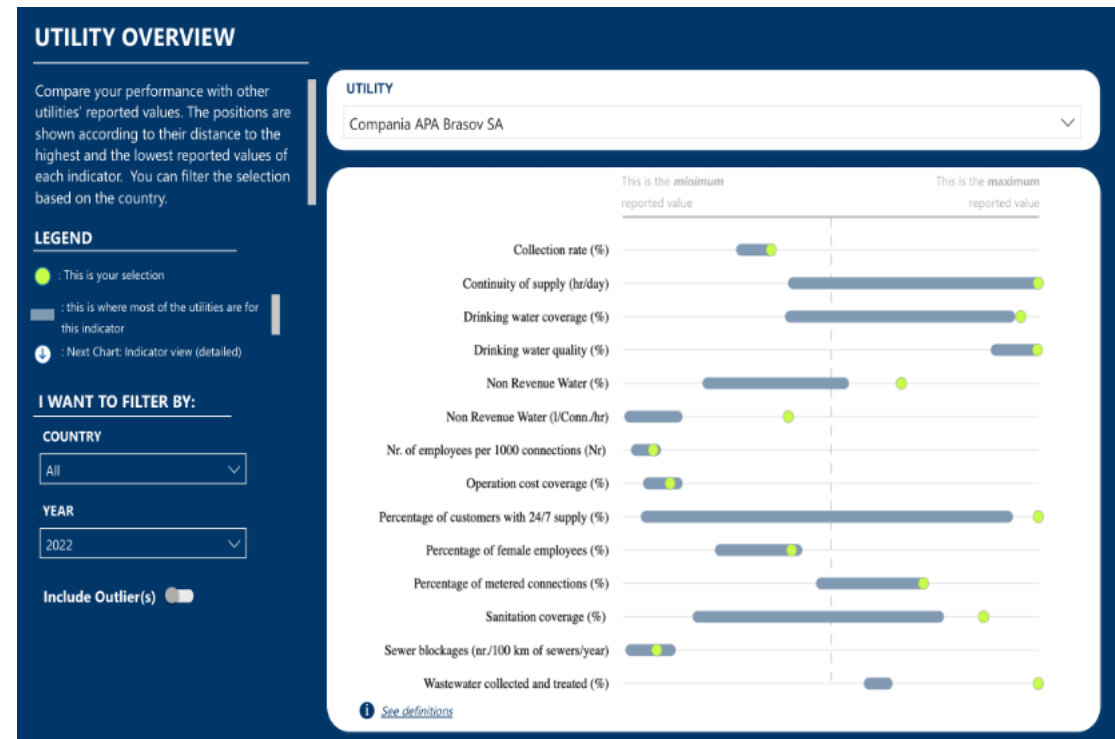 UTILITY OVERVIEW
Compare your performance with other
utilities' reported values. The positions are
shown according to their distance to the
highest and the lowest reported values of
each indicator. You can filter the selection
based on the country.
LEGEND
: This is your selection
: this is where most of the utilities are for
this indicator
: Next Chart: Indicator view (detailed)
I WANT TO FILTER BY:
COUNTRY
All
YEAR
2022
Include Outlier(s)
UTILITY
Compania APA Brasov SA
This is the minimum
reported value
This is the maximum
reported value
Collection rate (%)
Continuity of supply (hr/day)
Drinking water coverage (%)
Drinking water quality (%)
Non Revenue Water (%)
Non Revenue Water (l/Conn./hr)
Nr. of employees per 1000 connections (Nr)
Operation cost coverage (%)
Percentage of customers with 24/7 supply (%)
Percentage of female employees (%)
Percentage of metered connections (%)
Sanitation coverage (%)
Sewer blockages (nr./100 km of sewers/year)
Wastewater collected and treated (%)
See definitions